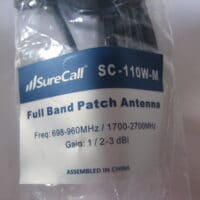 SureCall SC-110W-M
Full Band Patch Antenna
Freq: 698-960MHz / 1700-2700MHz
Gain: 1 / 2-3 dBi
ASSEMBLED IN CHINA